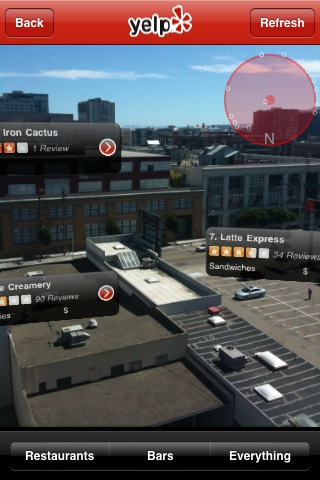 Back
yelp
Refresh
Iron Cactus
1 Review
N
7. Latte Express
34 Reviews
Sandwiches
$
Creamery
90 Reviews
$
Restaurants
Bars
Everything